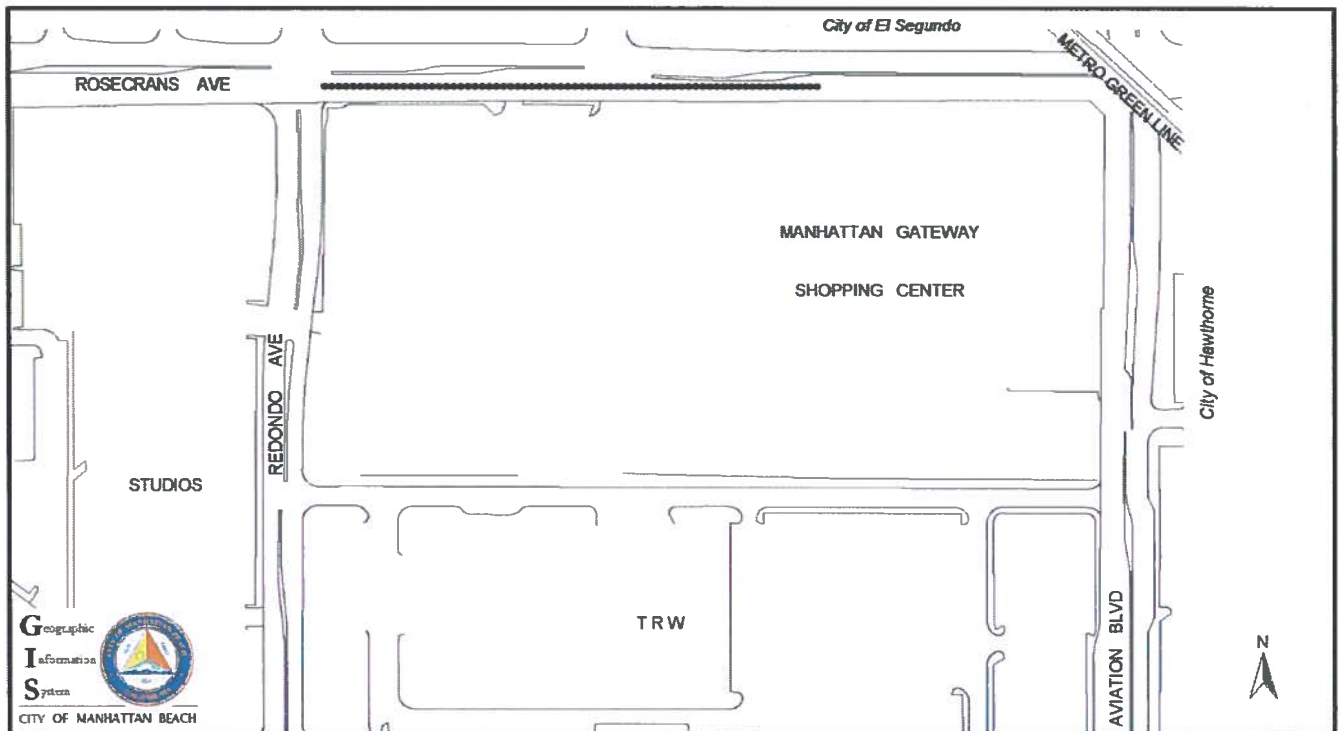 City of El Segundo
METRO GREEN LINE
ROSECRANS AVE
MANHATTAN GATEWAY
SHOPPING CENTER
City of Hawthorne
REDONDO AVE
STUDIOS
TRW
AVIATION BLVD
N
Geographic
Information
System
CITY OF MANHATTAN BEACH